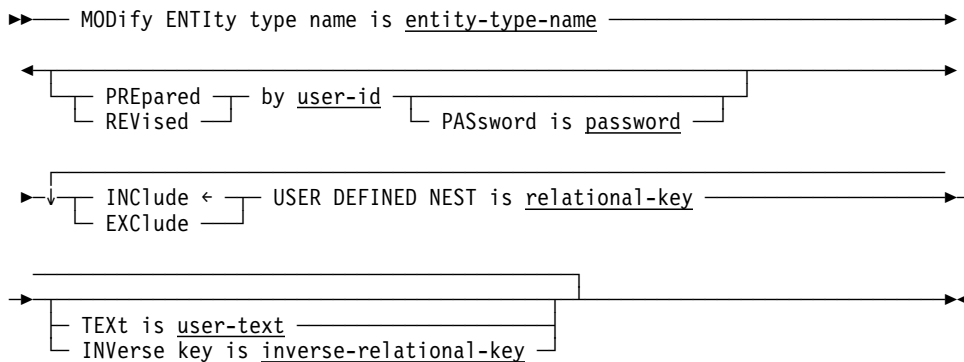 MODify ENTIty type name is entity-type-name
PREpared by user-id
REVised PASsword is password
INClude ← USER DEFINED NEST is relational-key
EXClude
TEXt is user-text
INVerse key is inverse-relational-key